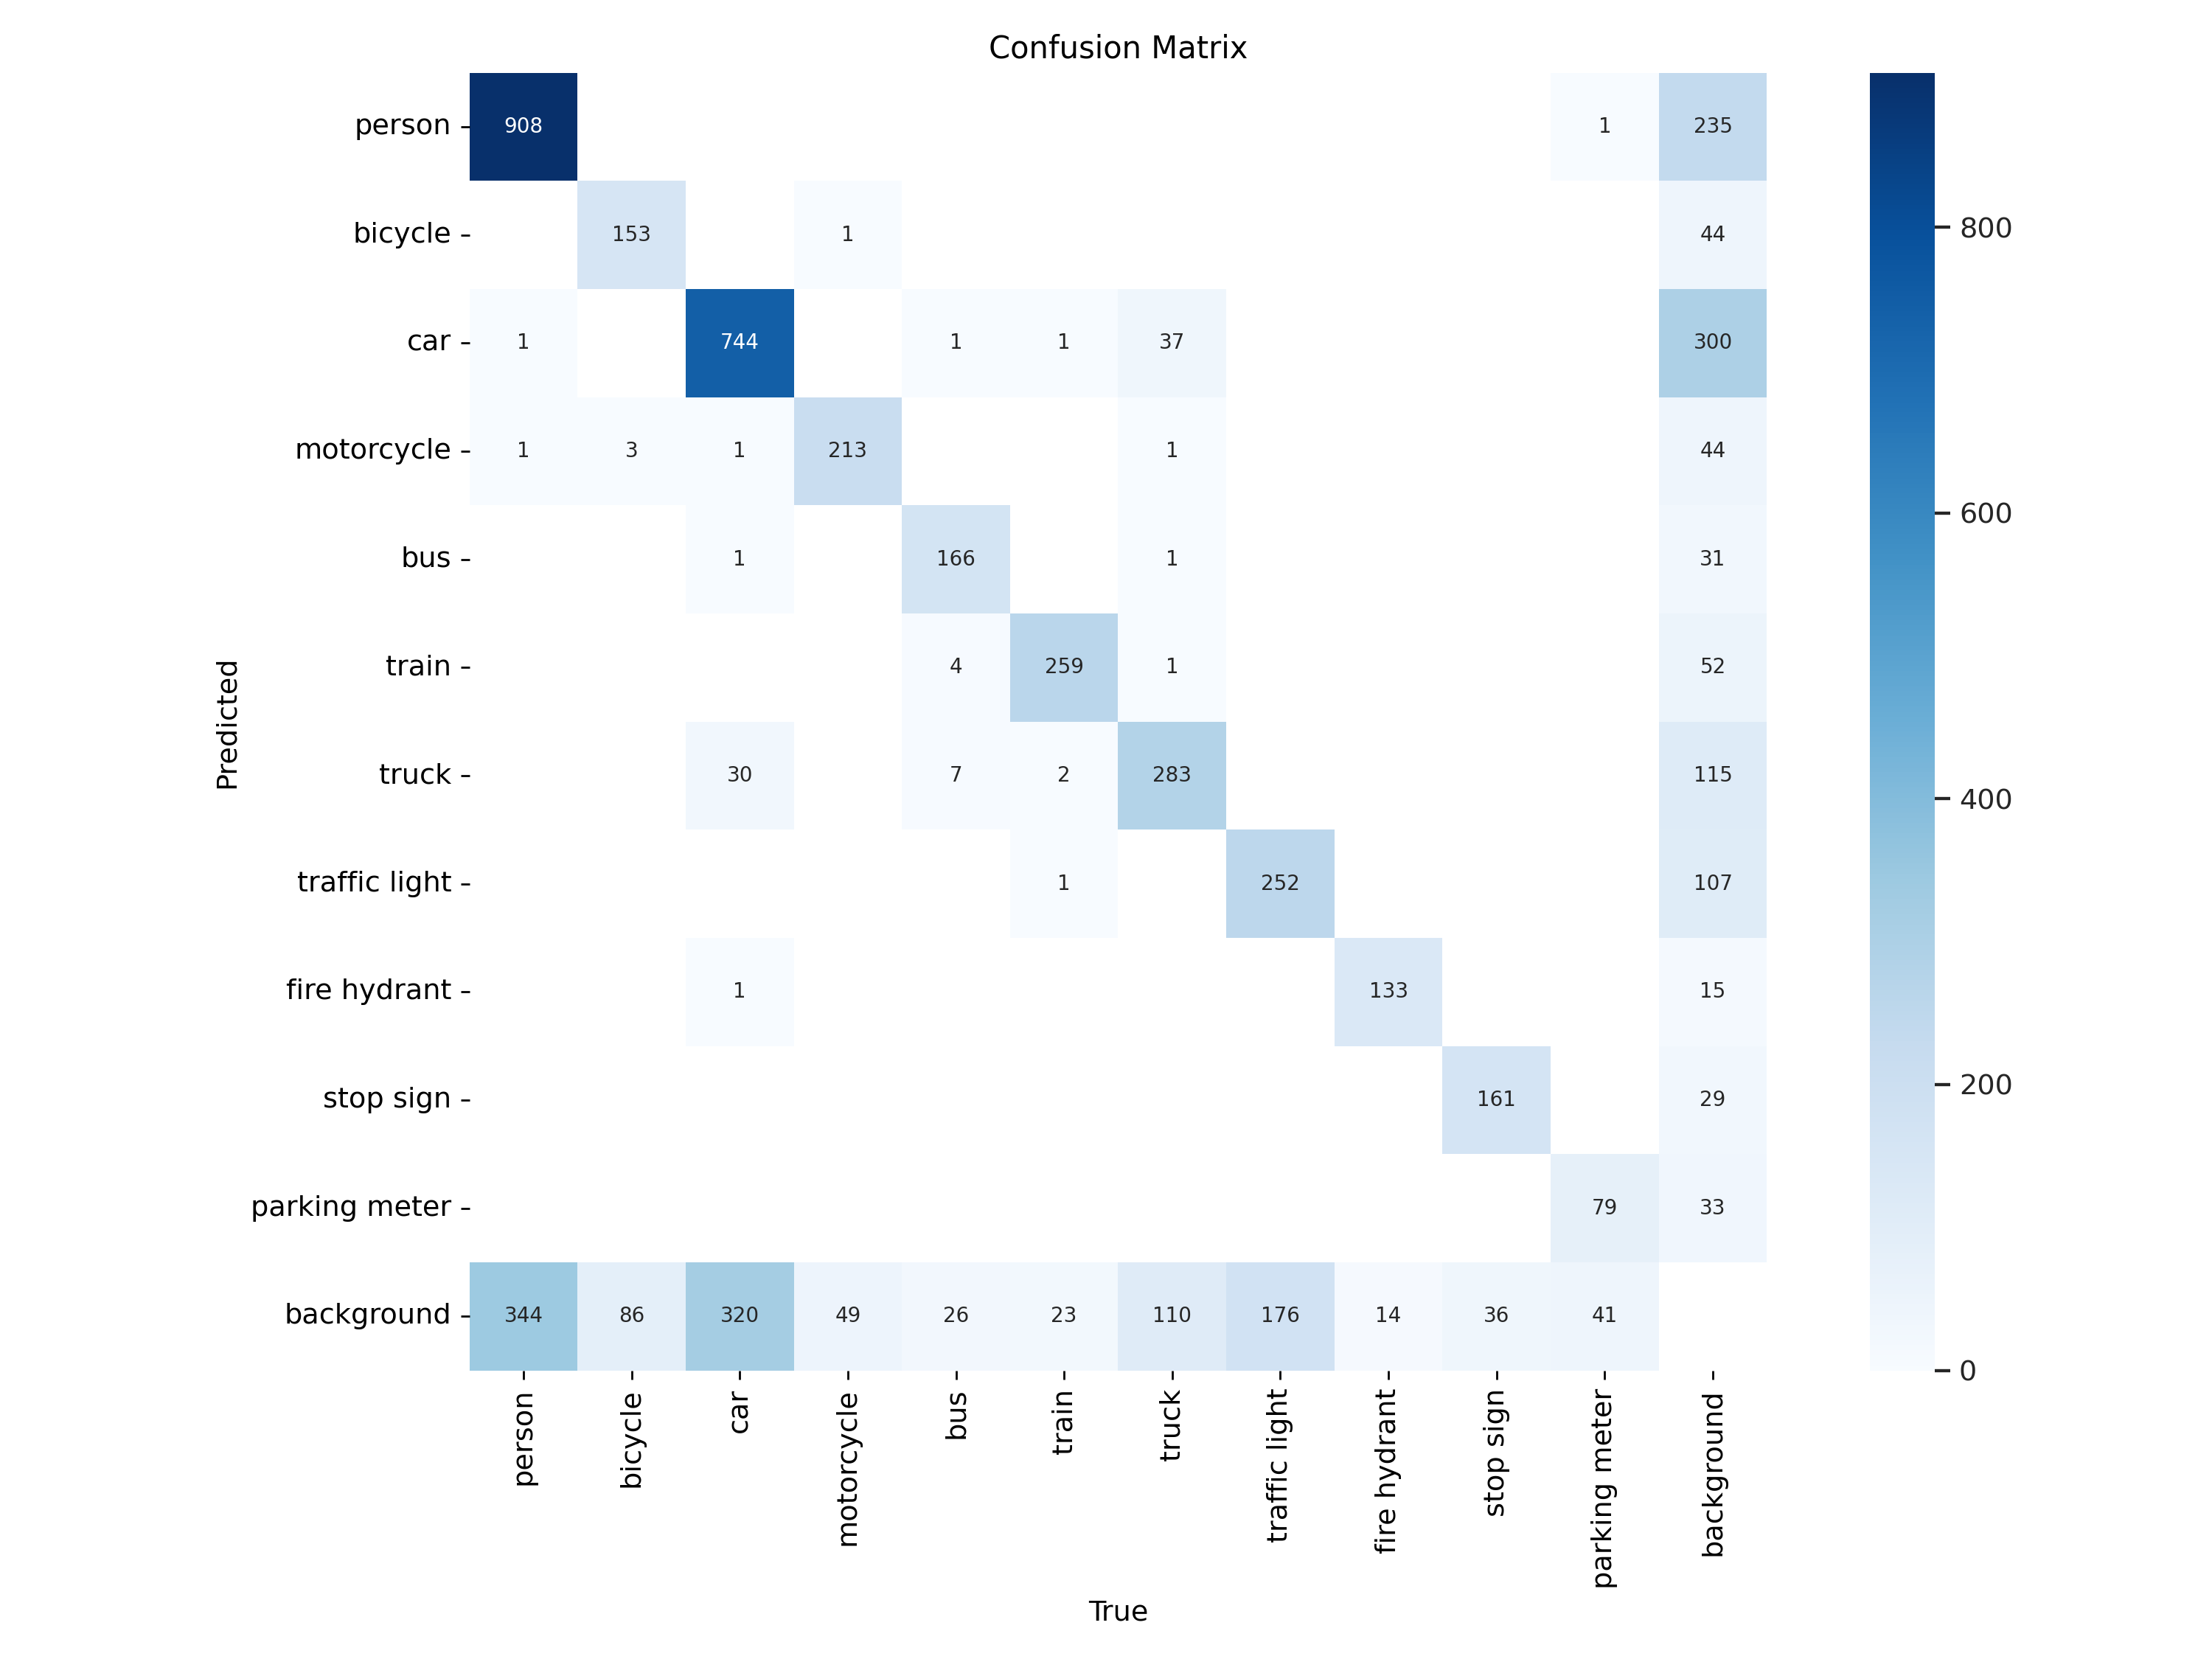 Confusion Matrix
person 908 1 235
bicycle 153 1 44
800
car 1 744 1 1 37 300
motorcycle 1 3 1 213 1 44
600
bus 1 166 1 31
train 4 259 1 52
Predicted
truck 30 7 2 283 115
400
traffic light 1 252 107
fire hydrant 1 133 15
stop sign 161 29
200
parking meter 79 33
background 344 86 320 49 26 23 110 176 14 36 41
0
person bicycle car motorcycle bus train truck traffic light fire hydrant stop sign parking meter background
True